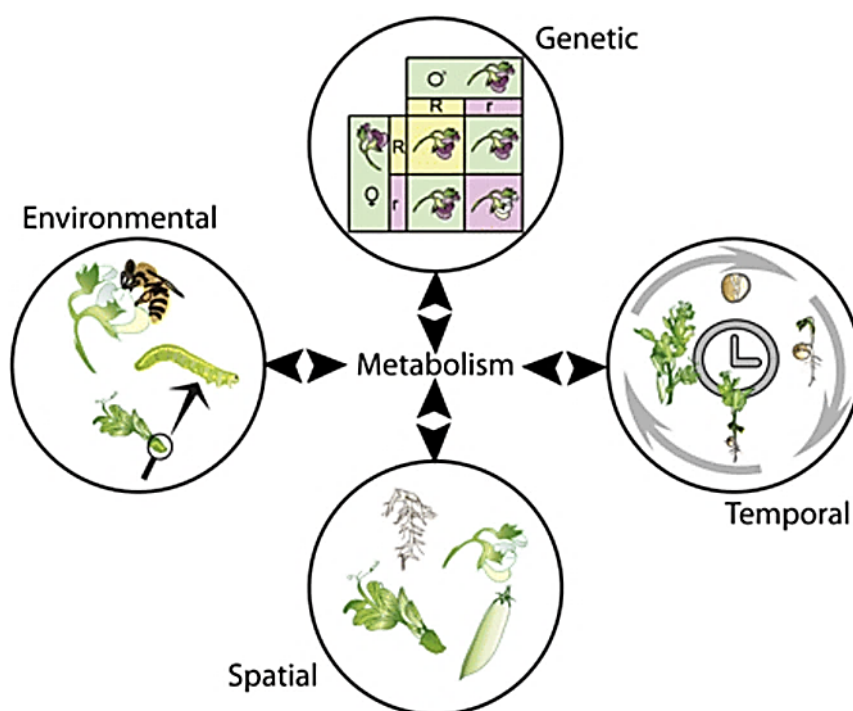 Genetic
♂
R r
R
♀
r
Environmental
Metabolism
Temporal
Spatial